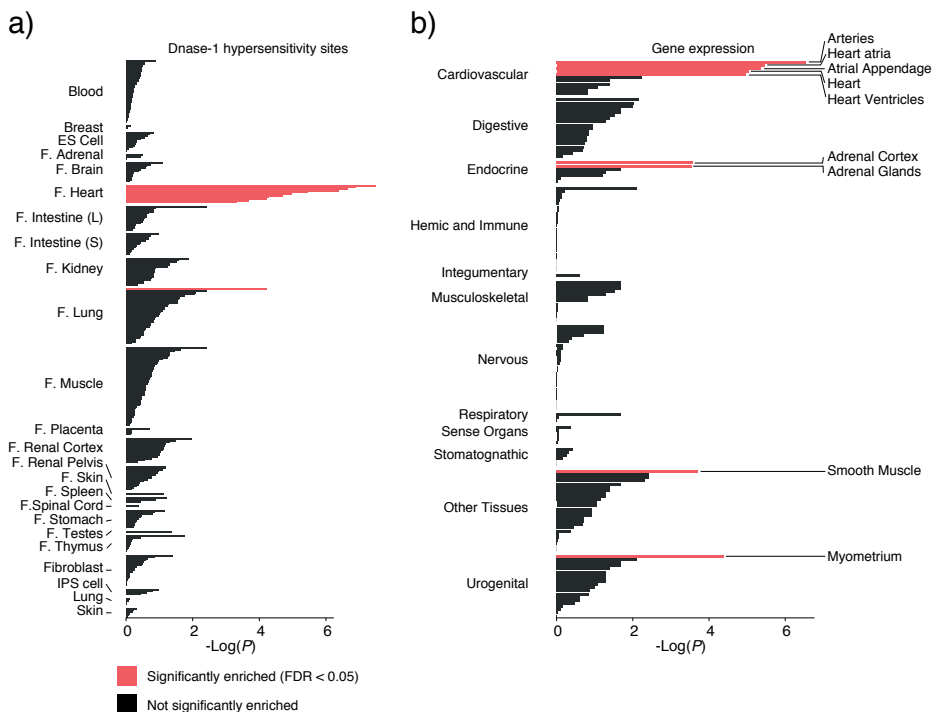 a)
Dnase-1 hypersensitivity sites
Blood
Breast
ES Cell
F. Adrenal
F. Brain
F. Heart
F. Intestine (L)
F. Intestine (S)
F. Kidney
F. Lung
F. Muscle
F. Placenta
F. Renal Cortex
F. Renal Pelvis
F. Skin
F. Spleen
F.Spinal Cord
F. Stomach
F. Testes
F. Thymus
Fibroblast
IPS cell
Lung
Skin
0 2 4 6
-Log(P)
Significantly enriched (FDR < 0.05)
Not significantly enriched
b)
Gene expression
Cardiovascular
Digestive
Endocrine
Hemic and Immune
Integumentary
Musculoskeletal
Nervous
Respiratory
Sense Organs
Stomatognathic
Other Tissues
Urogenital
Arteries
Heart atria
Atrial Appendage
Heart
Heart Ventricles
Adrenal Cortex
Adrenal Glands
Smooth Muscle
Myometrium
0 2 4 6
-Log(P)